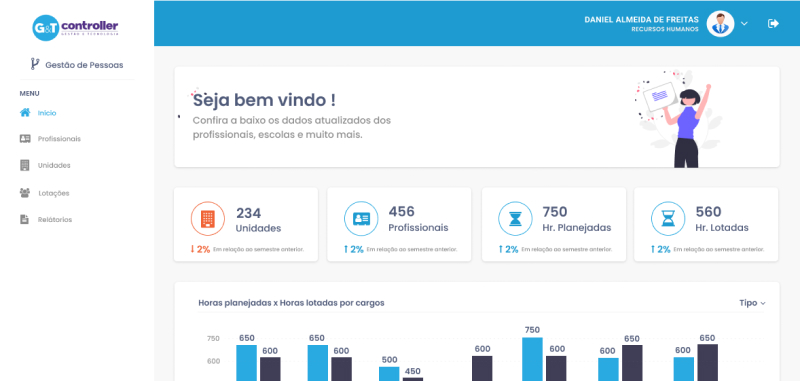 G&T controller
GESTÃO & TECNOLOGIA
Gestão de Pessoas
MENU
Início
Profissionais
Unidades
Lotações
Relátorios
DANIEL ALMEIDA DE FREITAS
RECURSOS HUMANOS
Seja bem vindo !
Confira a baixo os dados atualizados dos
profissionais, escolas e muito mais.
234
Unidades
2% Em relação ao semestre anterior.
456
Profissionais
2% Em relação ao semestre anterior.
750
Hr. Planejadas
2% Em relação ao semestre anterior.
560
Hr. Lotadas
2% Em relação ao semestre anterior.
Horas planejadas x Horas lotadas por cargos
Tipo
750
600
650 600
650 600
500 450
600
750 600
600 650
600 650